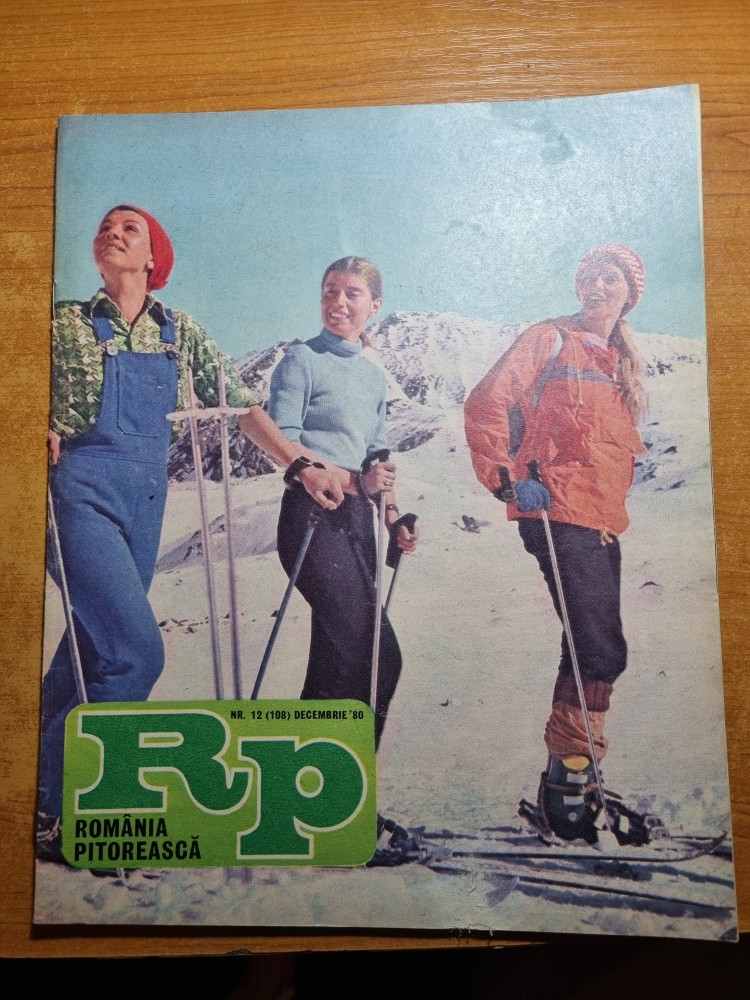 NR. 12 (108) DECEMBRIE '80
Rp
ROMÂNIA
PITOREASCĂ